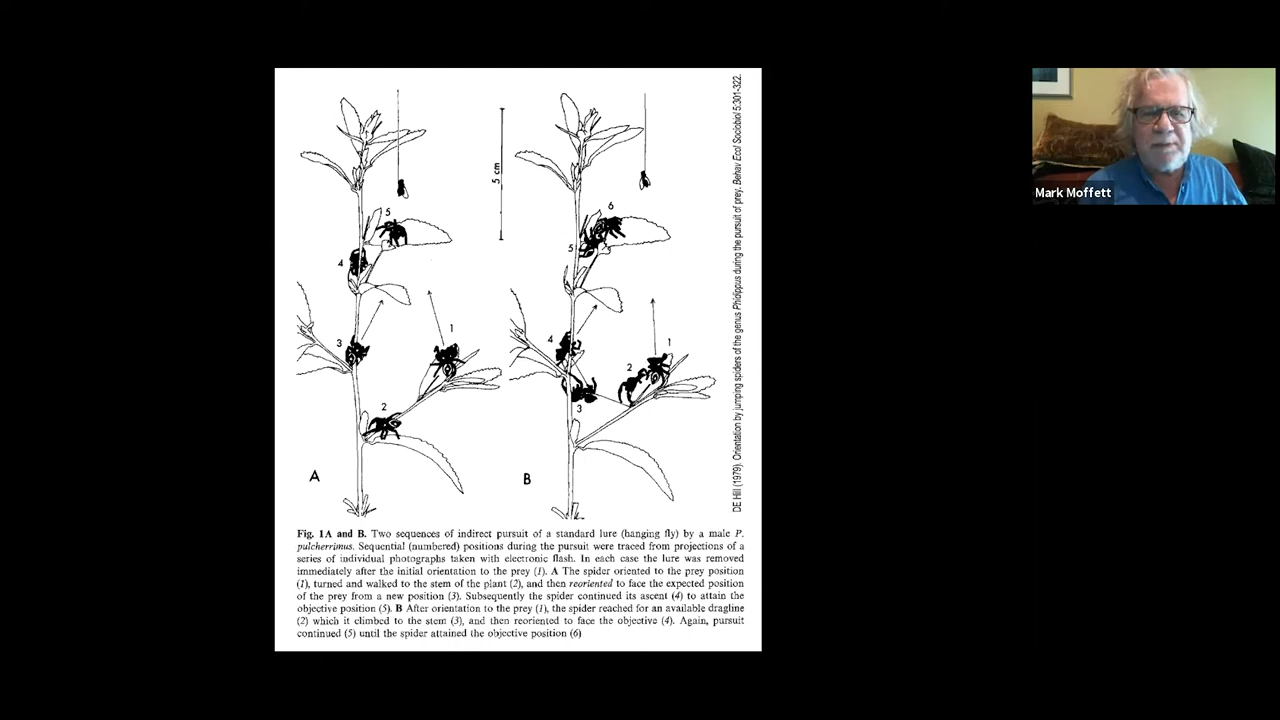 5
6
5 cm
5
4
3
1
4
1
2
2
3
A
B
DE Hill (1979). Orientation by jumping spiders of the genus Phidippus during the pursuit of prey. Behav Ecol Sociobiol 5:301-322.
Fig. 1A and B. Two sequences of indirect pursuit of a standard lure (hanging fly) by a male P.
pulcherrimus. Sequential (numbered) positions during the pursuit were traced from projections of a
series of individual photographs taken with electronic flash. In each case the lure was removed
immediately after the initial orientation to the prey (1). A The spider oriented to the prey position
(1), turned and walked to the stem of the plant (2), and then reoriented to face the expected position
of the prey from a new position (3). Subsequently the spider continued its ascent (4) to attain the
objective position (5). B After orientation to the prey (1), the spider reached for an available dragline
(2) which it climbed to the stem (3), and then reoriented to face the objective (4). Again, pursuit
continued (5) until the spider attained the objective position (6)
Mark Moffett